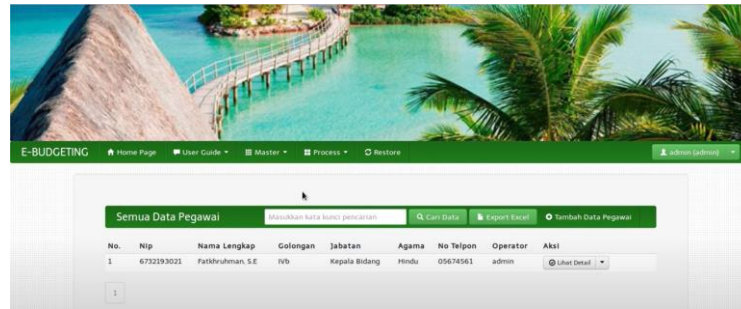 E-BUDGETING Home Page User Guide Master Process Restore admin (admin)
Semua Data Pegawai Masukkan kata kunci pencarian Cari Data Export Excel Tambah Data Pegawai
No. Nip Nama Lengkap Golongan Jabatan Agama No Telpon Operator Aksi
1 6732193021 Fatkhruhman, S.E IVb Kepala Bidang Hindu 05674561 admin Lihat Detail
1